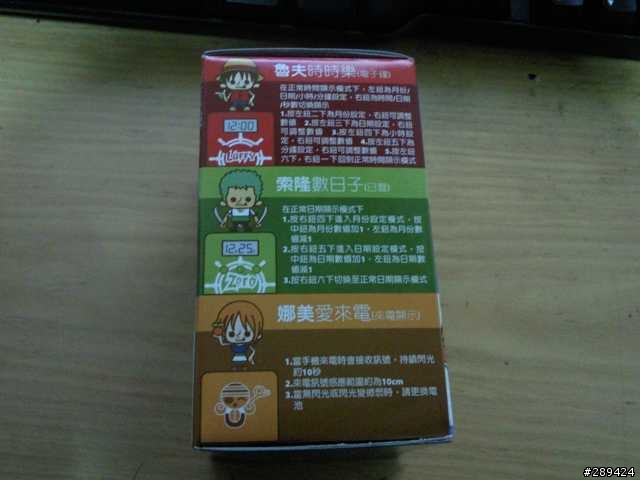 魯夫時時樂(電子鐘)
在正常時間顯示模式下，左鈕為月份/
日期/小時/分鐘設定，右鈕為時間/日期
/秒數切換顯示
1.按左鈕二下為月份設定，右鈕可調整
數值 2.按左鈕三下為日期設定，右鈕
可調整數值 3.按左鈕四下為小時設
定，右鈕可調整數值 4.按左鈕五下為
分鐘設定，右鈕可調整數值 5.按左鈕
六下，右鈕一下回到正常時間顯示模式
12:00
索隆數日子(日曆)
在正常日期顯示模式下
1.按右鈕四下進入月份設定模式，按
中鈕為月份數值加1，左鈕為月份數
值減1
2.按右鈕五下進入日期設定模式，按
中鈕為日期數值加1，左鈕為日期數
值減1
3.按右鈕六下切換至正常日期顯示模式
12.25
Zoro
娜美愛來電(來電顯示)
1.當手機來電時會接收訊號，持續閃光
約10秒
2.來電訊號感應範圍約為10cm
3.當無閃光或閃光變微弱時，請更換電
池
#289424